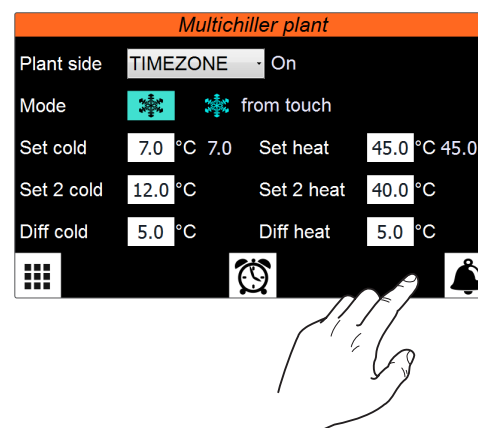 Multichiller plant
Plant side TIMEZONE On
Mode from touch
Set cold 7.0 °C 7.0 Set heat 45.0 °C 45.0
Set 2 cold 12.0 °C Set 2 heat 40.0 °C
Diff cold 5.0 °C Diff heat 5.0 °C